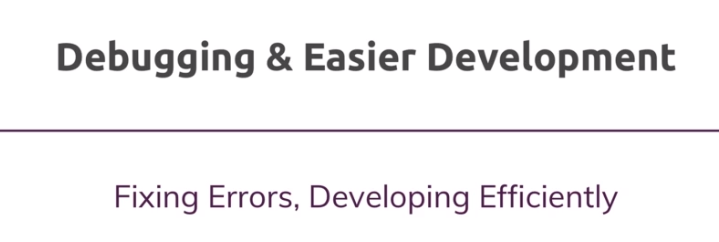 Debugging & Easier Development
Fixing Errors, Developing Efficiently